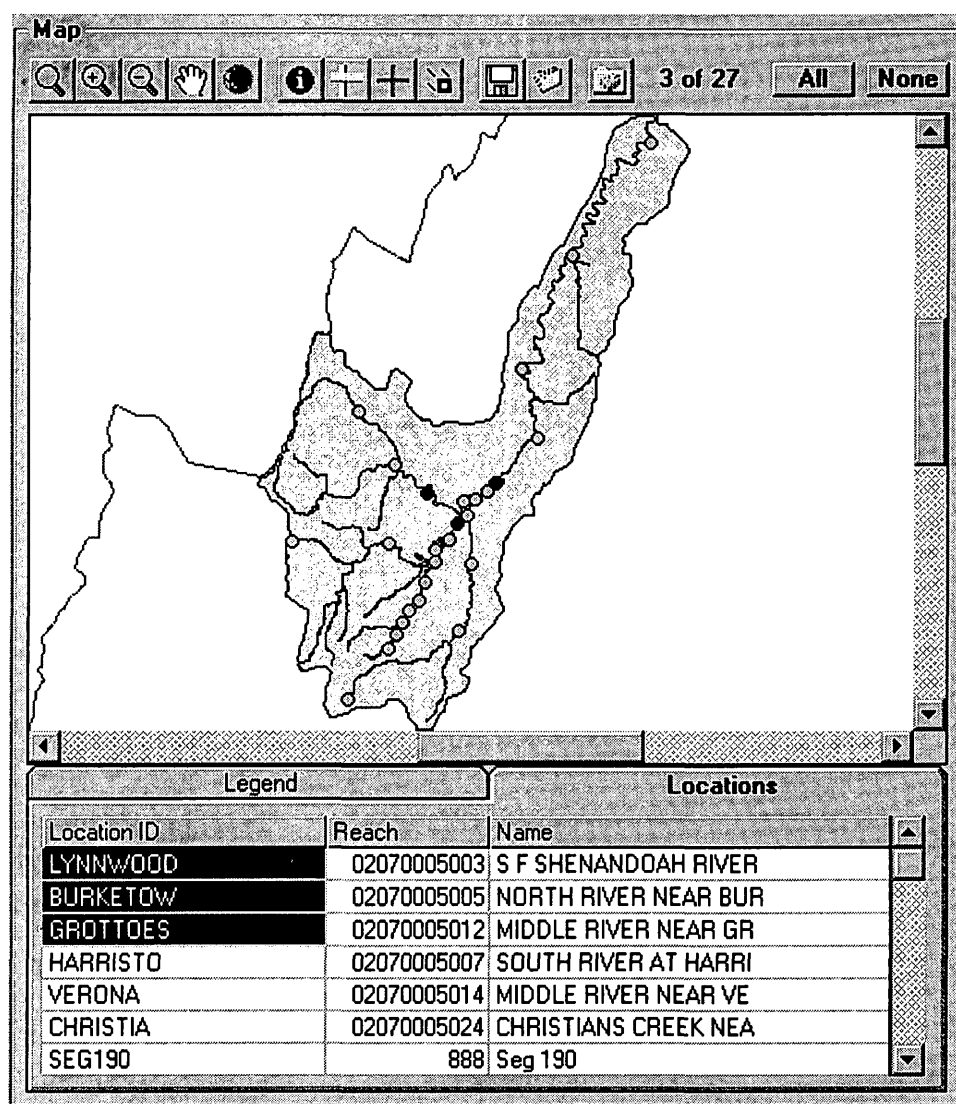 Map
3 of 27 All None
Legend Locations
Location ID Reach Name
LYNNWOOD 02070005003 S F SHENANDOAH RIVER
BURKETOW 02070005005 NORTH RIVER NEAR BUR
GROTTOES 02070005012 MIDDLE RIVER NEAR GR
HARRISTO 02070005007 SOUTH RIVER AT HARRI
VERONA 02070005014 MIDDLE RIVER NEAR VE
CHRISTIA 02070005024 CHRISTIANS CREEK NEA
SEG190 888 Seg 190